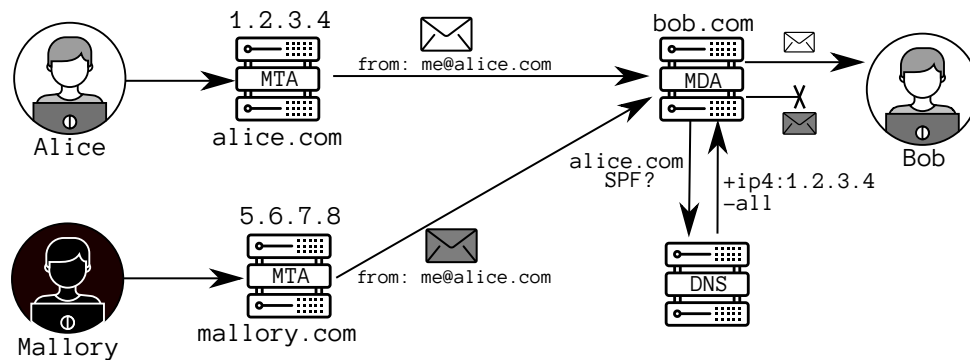 1.2.3.4
MTA
alice.com
Alice
from: me@alice.com
bob.com
MDA
Bob
alice.com
SPF?
+ip4:1.2.3.4
-all
DNS
5.6.7.8
MTA
mallory.com
Mallory
from: me@alice.com